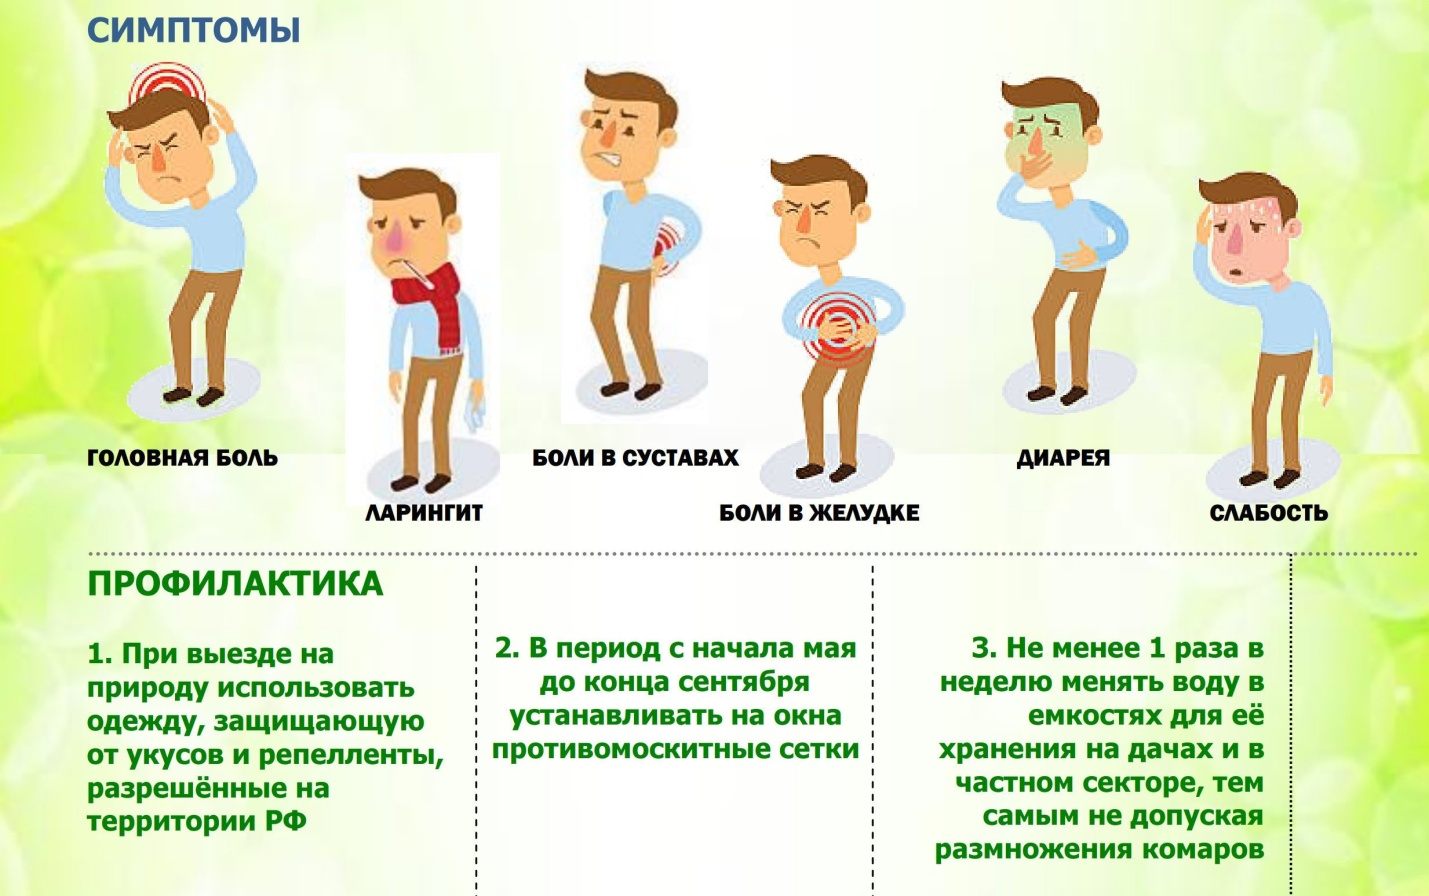 СИМПТОМЫ
ГОЛОВНАЯ БОЛЬ
ЛАРИНГИТ
БОЛИ В СУСТАВАХ
БОЛИ В ЖЕЛУДКЕ
ДИАРЕЯ
СЛАБОСТЬ
ПРОФИЛАКТИКА
1. При выезде на
природу использовать
одежду, защищающую
от укусов и репелленты,
разрешённые на
территории РФ
2. В период с начала мая
до конца сентября
устанавливать на окна
противомоскитные сетки
3. Не менее 1 раза в
неделю менять воду в
емкостях для её
хранения на дачах и в
частном секторе, тем
самым не допуская
размножения комаров